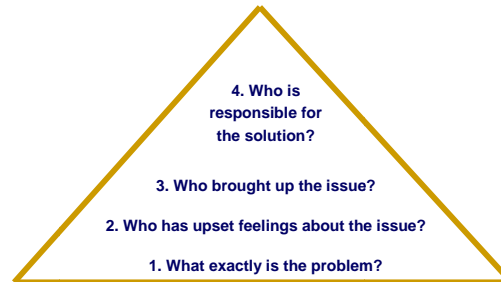 4. Who is
responsible for
the solution?
3. Who brought up the issue?
2. Who has upset feelings about the issue?
1. What exactly is the problem?